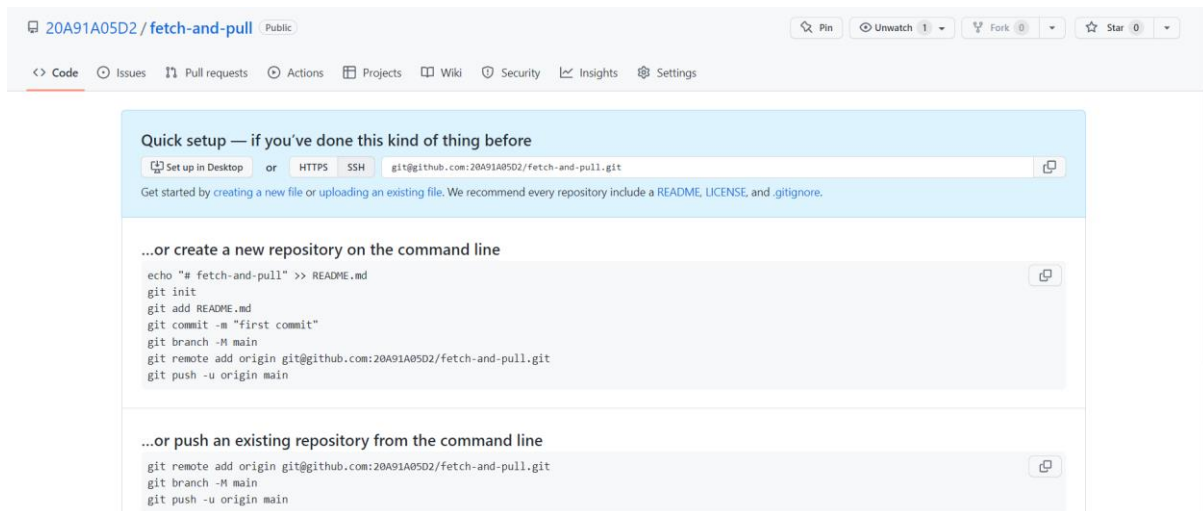 20A91A05D2 / fetch-and-pull Public
Pin Unwatch 1 Fork 0 Star 0
<> Code Issues Pull requests Actions Projects Wiki Security Insights Settings
Quick setup — if you've done this kind of thing before
Set up in Desktop or HTTPS SSH git@github.com:20A91A05D2/fetch-and-pull.git
Get started by creating a new file or uploading an existing file. We recommend every repository include a README, LICENSE, and .gitignore.
...or create a new repository on the command line
echo "# fetch-and-pull" >> README.md
git init
git add README.md
git commit -m "first commit"
git branch -M main
git remote add origin git@github.com:20A91A05D2/fetch-and-pull.git
git push -u origin main
...or push an existing repository from the command line
git remote add origin git@github.com:20A91A05D2/fetch-and-pull.git
git branch -M main
git push -u origin main